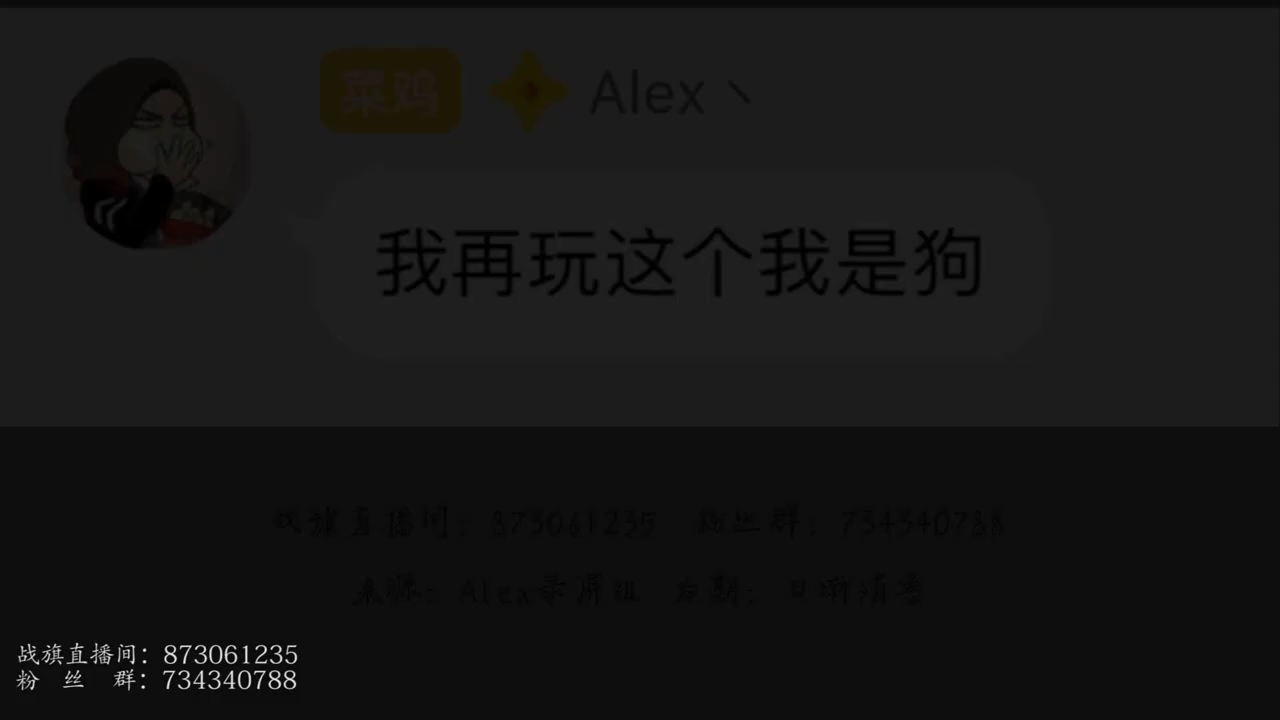 菜鸡 Alex丶
我再玩这个我是狗
战旗直播间：873061235 粉丝群：734340788
来源：Alex录屏组 后期：
战旗直播间：873061235
粉 丝 群：734340788